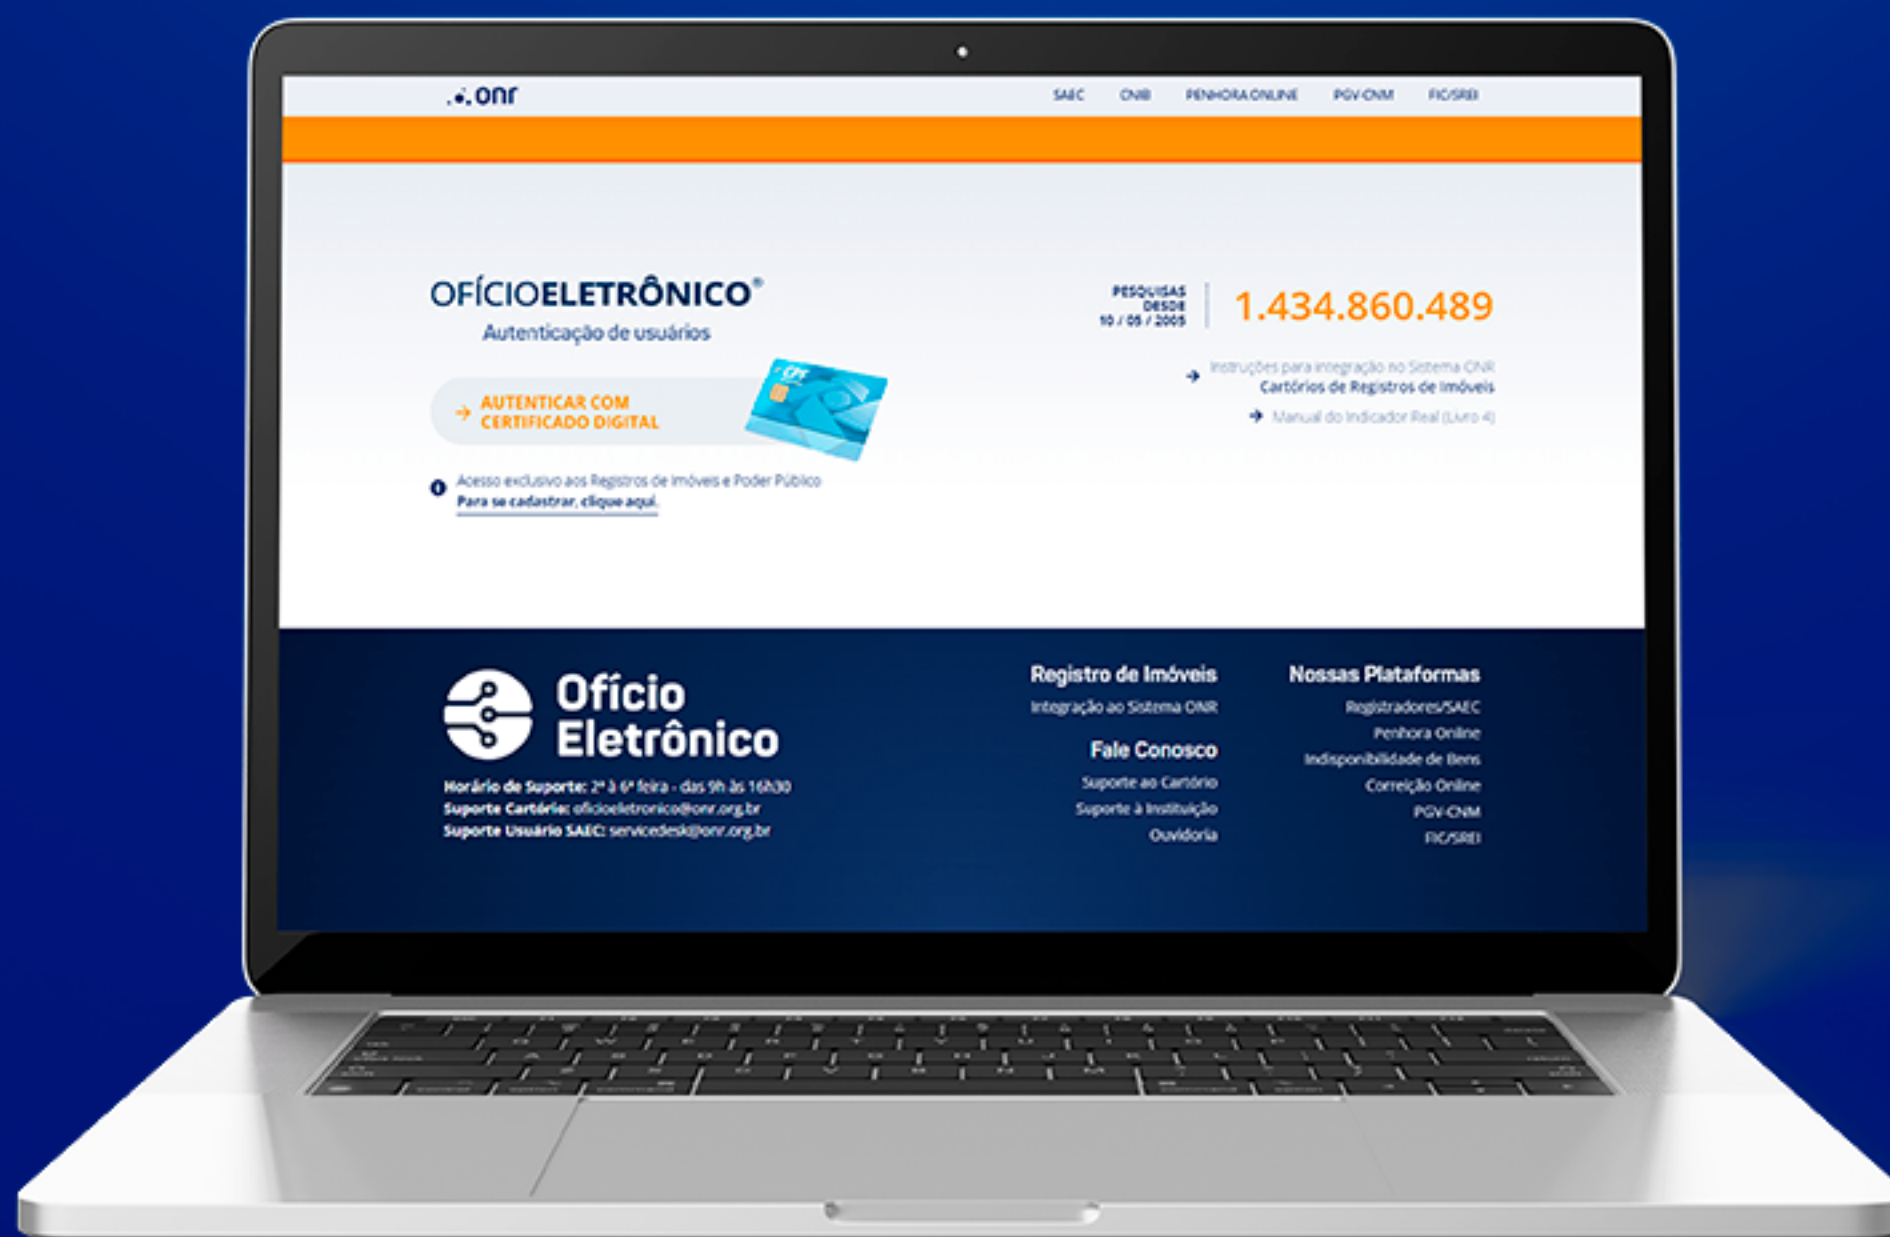 onr
SAEC CNIB PENHORA ONLINE PGV-CNM FIC/SREI
OFÍCIOELETRÔNICO®
Autenticação de usuários
AUTENTICAR COM
CERTIFICADO DIGITAL
CPF
Acesso exclusivo aos Registros de Imóveis e Poder Público
Para se cadastrar, clique aqui.
PESQUISAS
DESDE
10 / 05 / 2005
1.434.860.489
Instruções para integração no Sistema ONR
Cartórios de Registros de Imóveis
Manual do Indicador Real (Livro 4)
Ofício
Eletrônico
Horário de Suporte: 2ª à 6ª feira - das 9h às 16h30
Suporte Cartório: oficioeletronico@onr.org.br
Suporte Usuário SAEC: servicedesk@onr.org.br
Registro de Imóveis
Integração ao Sistema ONR
Fale Conosco
Suporte ao Cartório
Suporte à Instituição
Ouvidoria
Nossas Plataformas
Registradores/SAEC
Penhora Online
Indisponibilidade de Bens
Correição Online
PGV-CNM
FIC/SREI